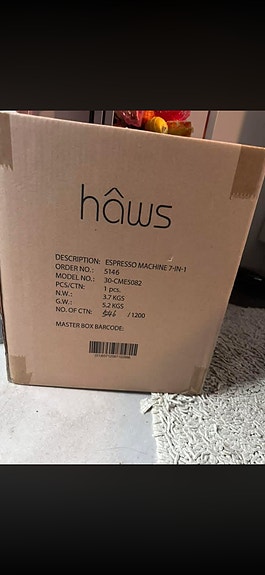 hâws
DESCRIPTION: ESPRESSO MACHINE 7-IN-1
ORDER NO.: 5146
MODEL NO.: 30-CMES082
PCS/CTN: 1 pcs.
N.W.: 3.7 KGS
G.W.: 5.2 KGS
NO. OF CTN: /1200
MASTER BOX BARCODE: